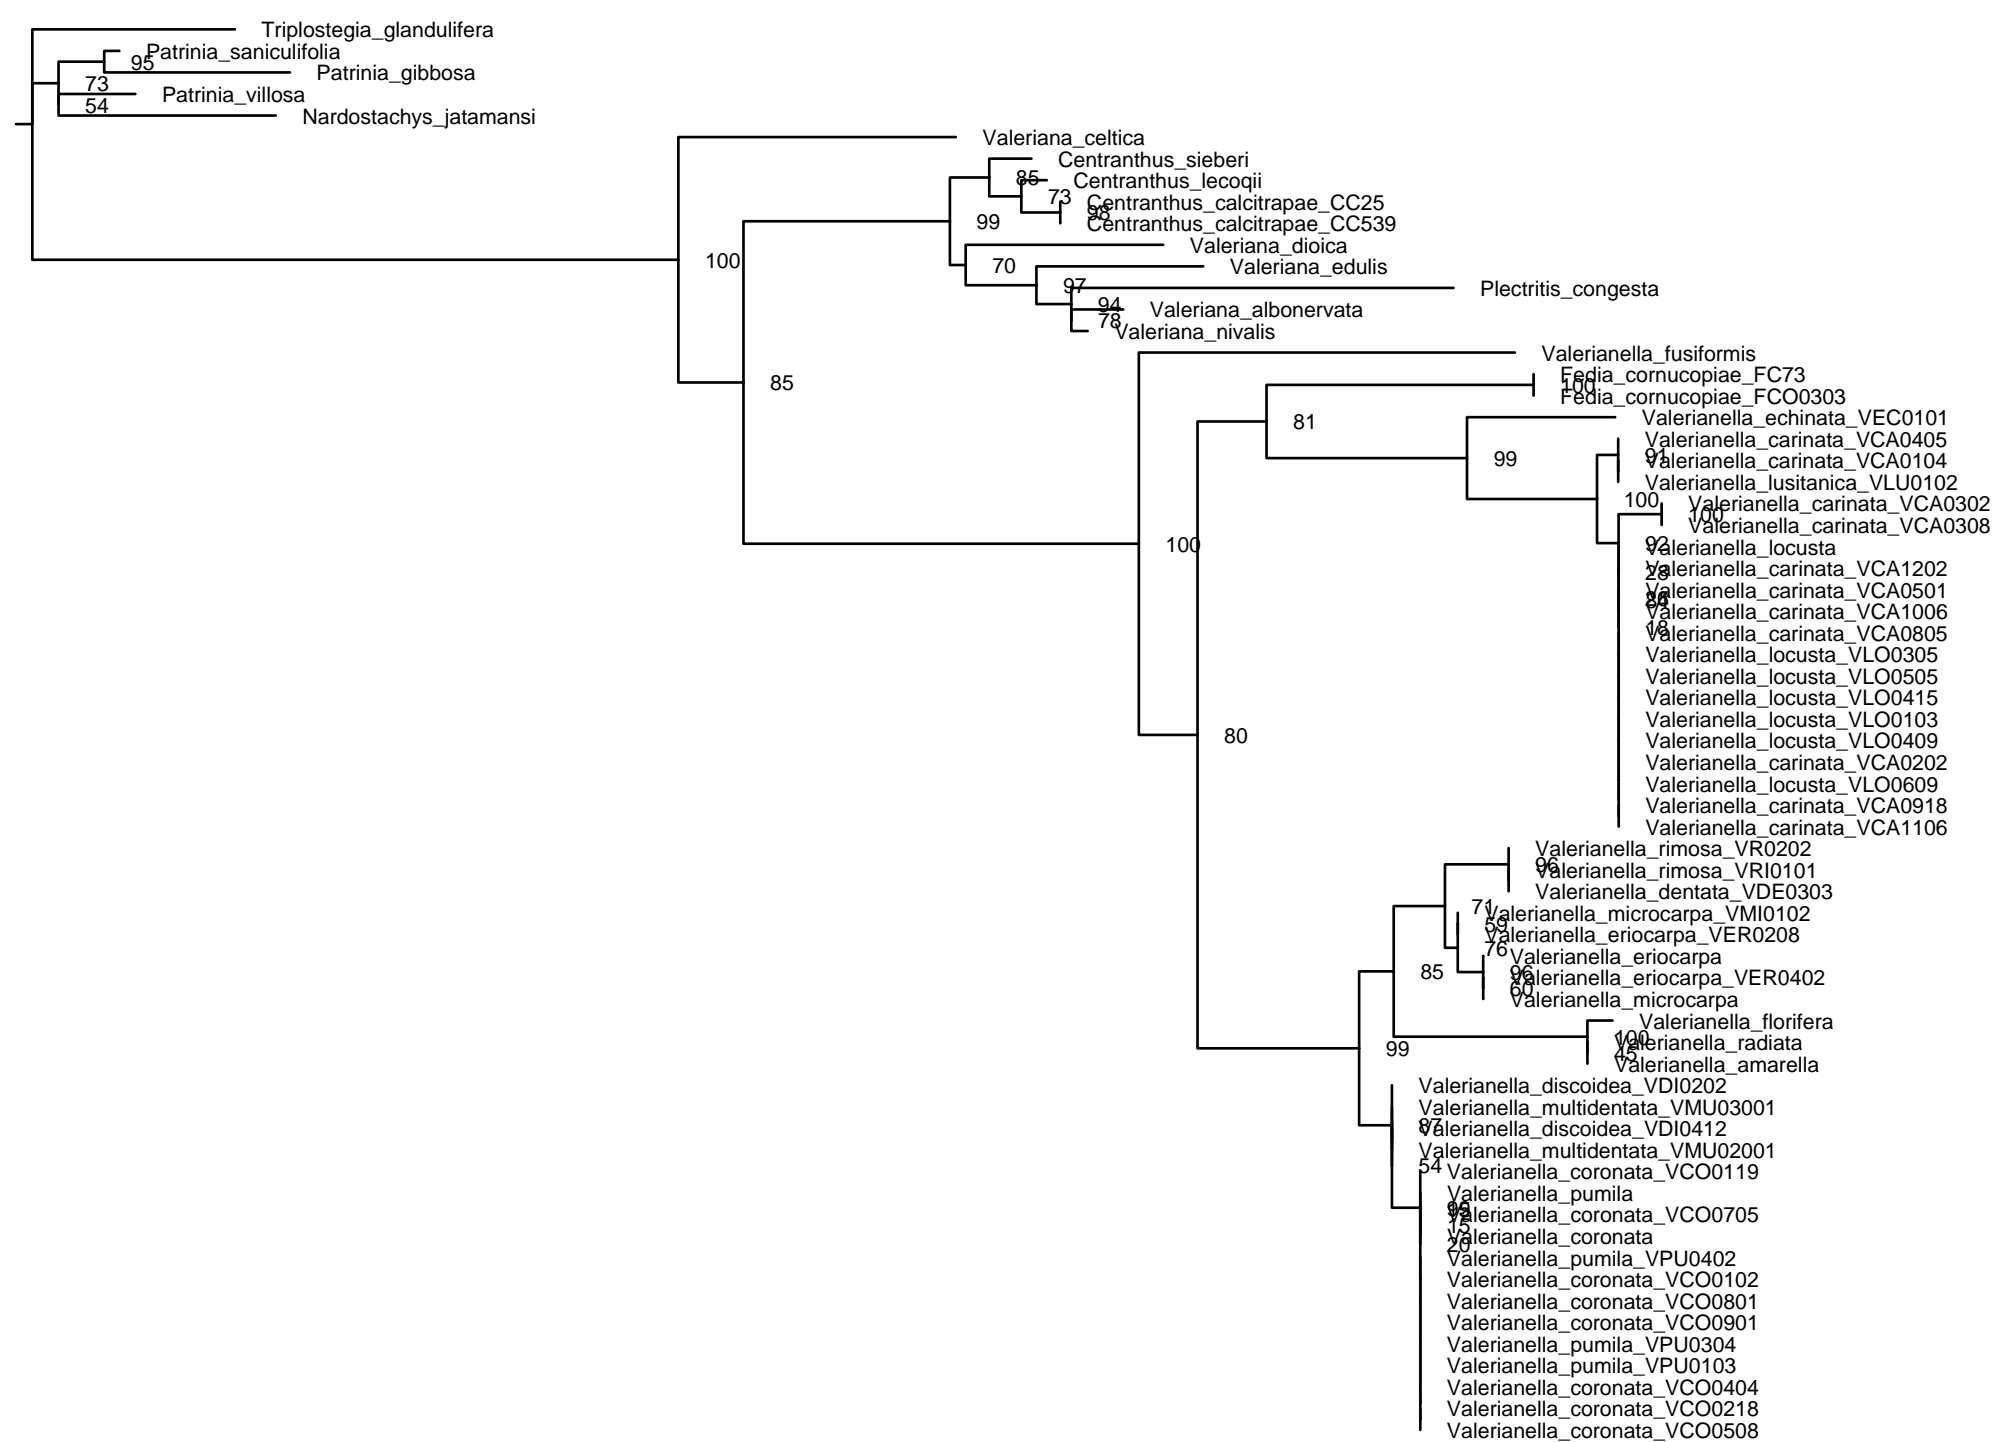 Triplostegia_glandulifera
Patrinia_saniculifolia
95
Patrinia_gibbosa
73
Patrinia_villosa
54
Nardostachys_jatamansi
Valeriana_celtica
Centranthus_sieberi
85
Centranthus_lecoqii
73
Centranthus_calcitrapae_CC25
98
99
Centranthus_calcitrapae_CC539
Valeriana_dioica
100
70
Valeriana_edulis
97
Plectritis_congesta
94
Valeriana_albonervata
78
Valeriana_nivalis
Valerianella_fusiformis
Fedia_cornucopiae_FC73
85
100
Fedia_cornucopiae_FCO0303
Valerianella_echinata_VEC0101
81
Valerianella_carinata_VCA0405
91
99
Valerianella_carinata_VCA0104
Valerianella_lusitanica_VLU0102
100
Valerianella_carinata_VCA0302
100
Valerianella_carinata_VCA0308
100
92
Valerianella_locusta
Valerianella_carinata_VCA1202
28
Valerianella_carinata_VCA0501
Valerianella_carinata_VCA1006
18
Valerianella_carinata_VCA0805
Valerianella_locusta_VLO0305
Valerianella_locusta_VLO0505
Valerianella_locusta_VLO0415
Valerianella_locusta_VLO0103
80
Valerianella_locusta_VLO0409
Valerianella_carinata_VCA0202
Valerianella_locusta_VLO0609
Valerianella_carinata_VCA0918
Valerianella_carinata_VCA1106
Valerianella_rimosa_VR0202
96
Valerianella_rimosa_VRI0101
Valerianella_dentata_VDE0303
71
Valerianella_microcarpa_VMI0102
59
Valerianella_eriocarpa_VER0208
76
Valerianella_eriocarpa
85
96
Valerianella_eriocarpa_VER0402
60
Valerianella_microcarpa
Valerianella_florifera
100
Valerianella_radiata
99
45
Valerianella_amarella
Valerianella_discoidea_VDI0202
Valerianella_multidentata_VMU03001
87
Valerianella_discoidea_VDI0412
Valerianella_multidentata_VMU02001
54
Valerianella_coronata_VCO0119
Valerianella_pumila
Valerianella_coronata_VCO0705
15
Valerianella_coronata
20
Valerianella_pumila_VPU0402
Valerianella_coronata_VCO0102
Valerianella_coronata_VCO0801
Valerianella_coronata_VCO0901
Valerianella_pumila_VPU0304
Valerianella_pumila_VPU0103
Valerianella_coronata_VCO0404
Valerianella_coronata_VCO0218
Valerianella_coronata_VCO0508